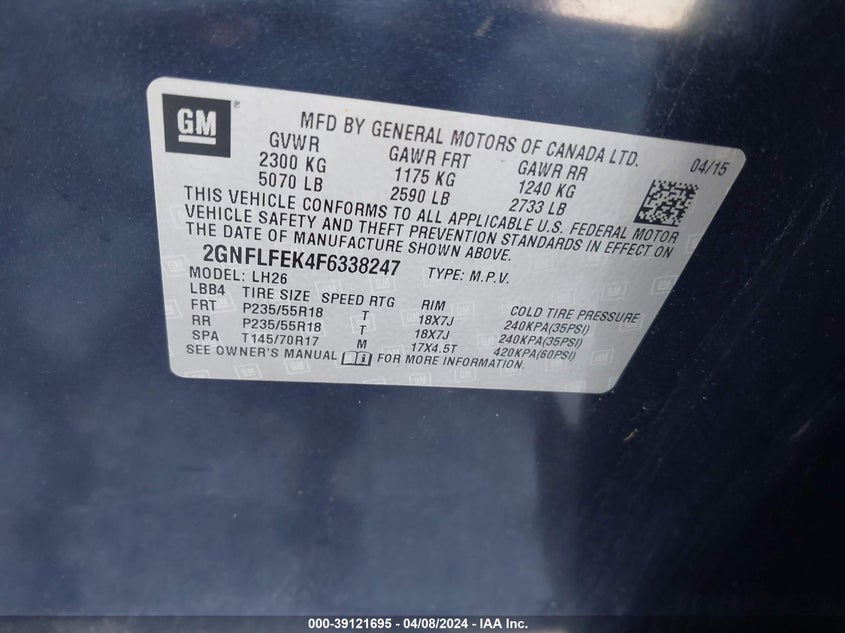 GM
MFD BY GENERAL MOTORS OF CANADA LTD.
04/15
GVWR GAWR FRT GAWR RR
2300 KG 1175 KG 1240 KG
5070 LB 2590 LB 2733 LB
THIS VEHICLE CONFORMS TO ALL APPLICABLE U.S. FEDERAL MOTOR
VEHICLE SAFETY AND THEFT PREVENTION STANDARDS IN EFFECT ON
THE DATE OF MANUFACTURE SHOWN ABOVE.
2GNFLFEK4F6338247 TYPE: M.P.V.
MODEL: LH26
LBB4 TIRE SIZE SPEED RTG RIM COLD TIRE PRESSURE
FRT P235/55R18 T 18X7J 240KPA(35PSI)
RR P235/55R18 T 18X7J 240KPA(35PSI)
SPA T145/70R17 M 17X4.5T 420KPA(60PSI)
SEE OWNER'S MANUAL FOR MORE INFORMATION.
000-39121695 - 04/08/2024 - IAA Inc.